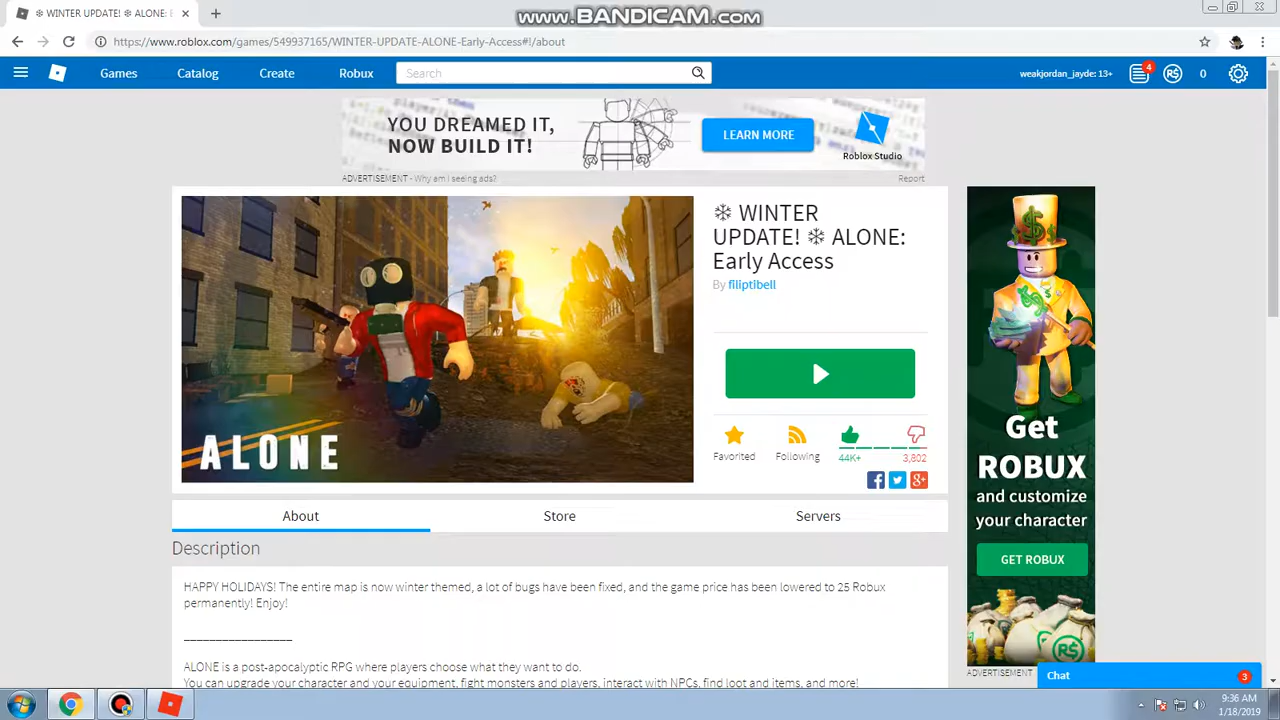 www.BANDICAM.com
❄ WINTER UPDATE! ❄ ALONE: E
https://www.roblox.com/games/549937165/WINTER-UPDATE-ALONE-Early-Access#!/about
Games
Catalog
Create
Robux
Search
weakjordan_jayde: 13+
4
R$
0
YOU DREAMED IT,
NOW BUILD IT!
LEARN MORE
Roblox Studio
ADVERTISEMENT - Why am I seeing ads?
Report
ALONE
❄ WINTER
UPDATE! ❄ ALONE:
Early Access
By filiptibell
Favorited
Following
44K+
3,802
About
Store
Servers
Description
HAPPY HOLIDAYS! The entire map is now winter themed, a lot of bugs have been fixed, and the game price has been lowered to 25 Robux
permanently! Enjoy!
_________________
ALONE is a post-apocalyptic RPG where players choose what they want to do.
You can upgrade your character and your equipment, fight monsters and players, interact with NPCs, find loot and items, and more!
Get
ROBUX
and customize
your character
GET ROBUX
R$
ADVERTISEMENT
Chat
3
9:36 AM
1/18/2019